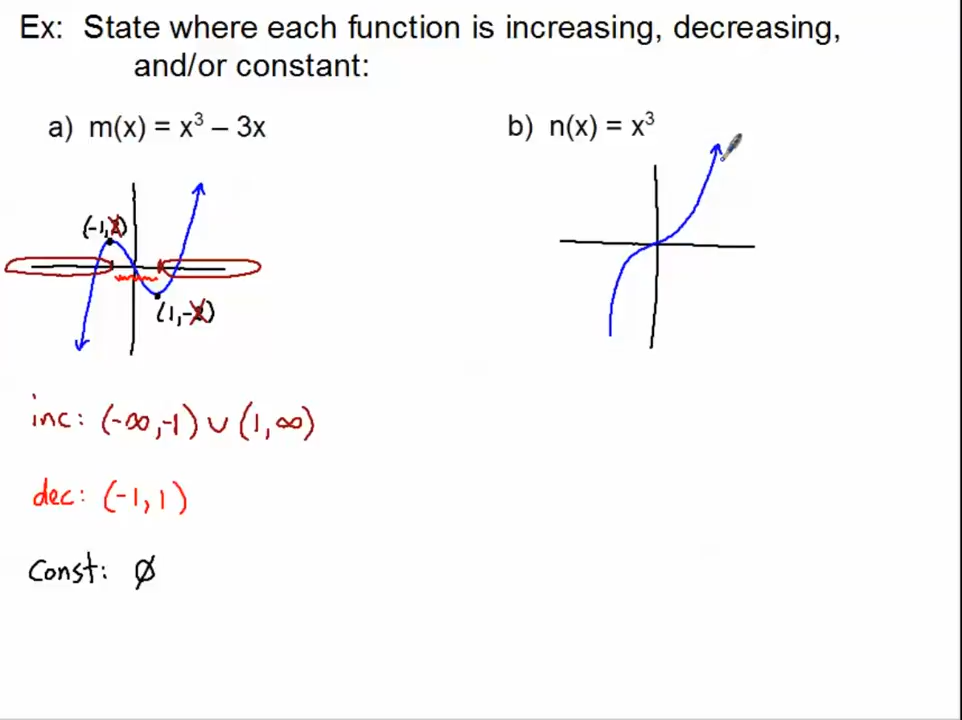 Ex: State where each function is increasing, decreasing,
and/or constant:
a) m(x) = x³ – 3x
b) n(x) = x³
(-1, 2)
(1, -2)
inc: (-∞, -1) ∪ (1, ∞)
dec: (-1, 1)
Const: Ø